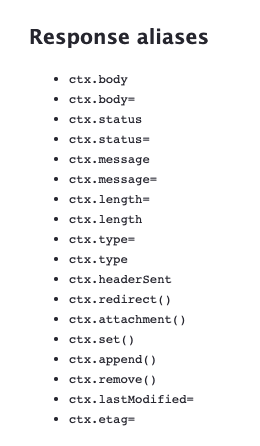 Response aliases
ctx.body
ctx.body=
ctx.status
ctx.status=
ctx.message
ctx.message=
ctx.length=
ctx.length
ctx.type=
ctx.type
ctx.headerSent
ctx.redirect()
ctx.attachment()
ctx.set()
ctx.append()
ctx.remove()
ctx.lastModified=
ctx.etag=